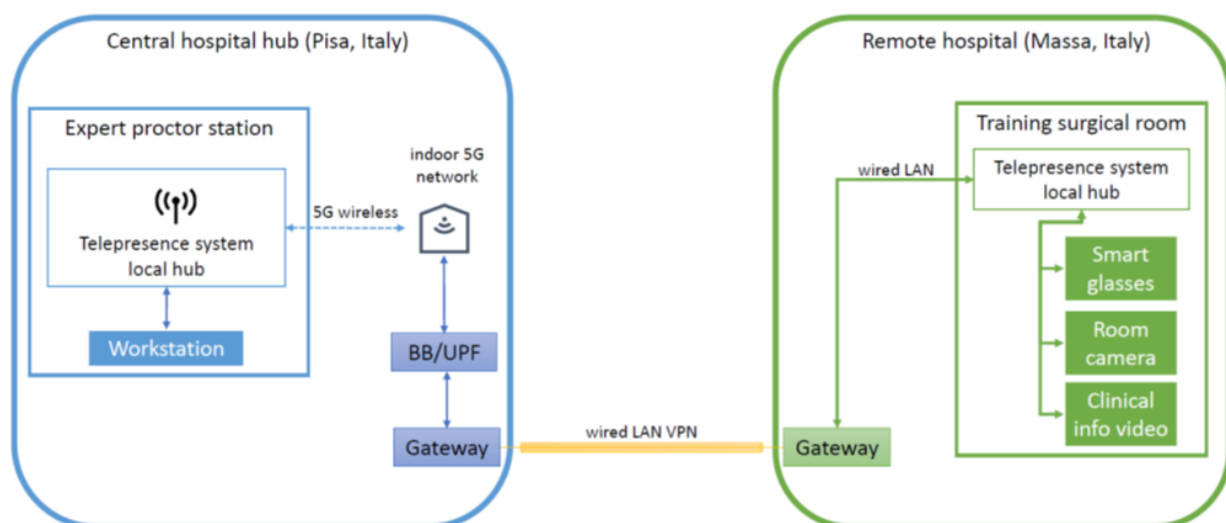 Central hospital hub (Pisa, Italy)
Expert proctor station
Telepresence system
local hub
Workstation
5G wireless
indoor 5G
network
BB/UPF
Gateway
wired LAN VPN
Remote hospital (Massa, Italy)
Gateway
wired LAN
Training surgical room
Telepresence system
local hub
Smart
glasses
Room
camera
Clinical
info video